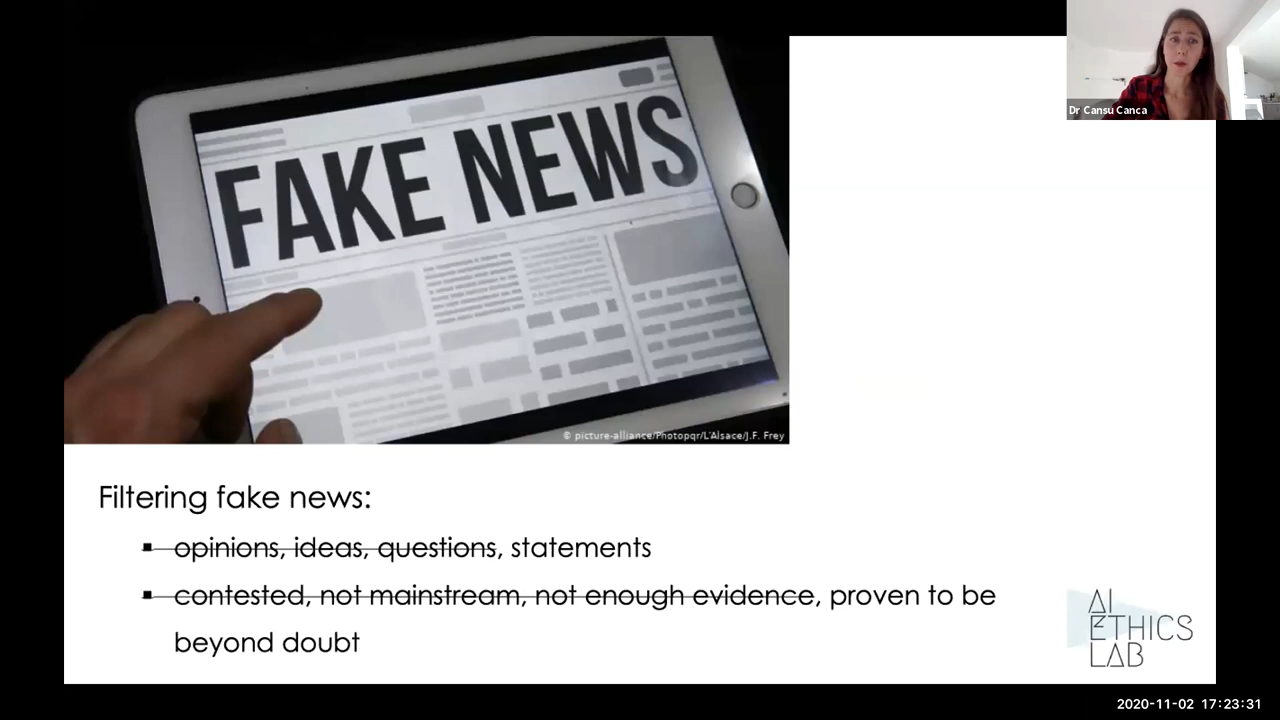 Dr Cansu Canca
FAKE NEWS
© picture-alliance/Photopqr/L'Alsace/J.F. Frey
Filtering fake news:
▪ opinions, ideas, questions, statements
▪ contested, not mainstream, not enough evidence, proven to be
beyond doubt
AI
ETHICS
LAB
2020-11-02 17:23:31